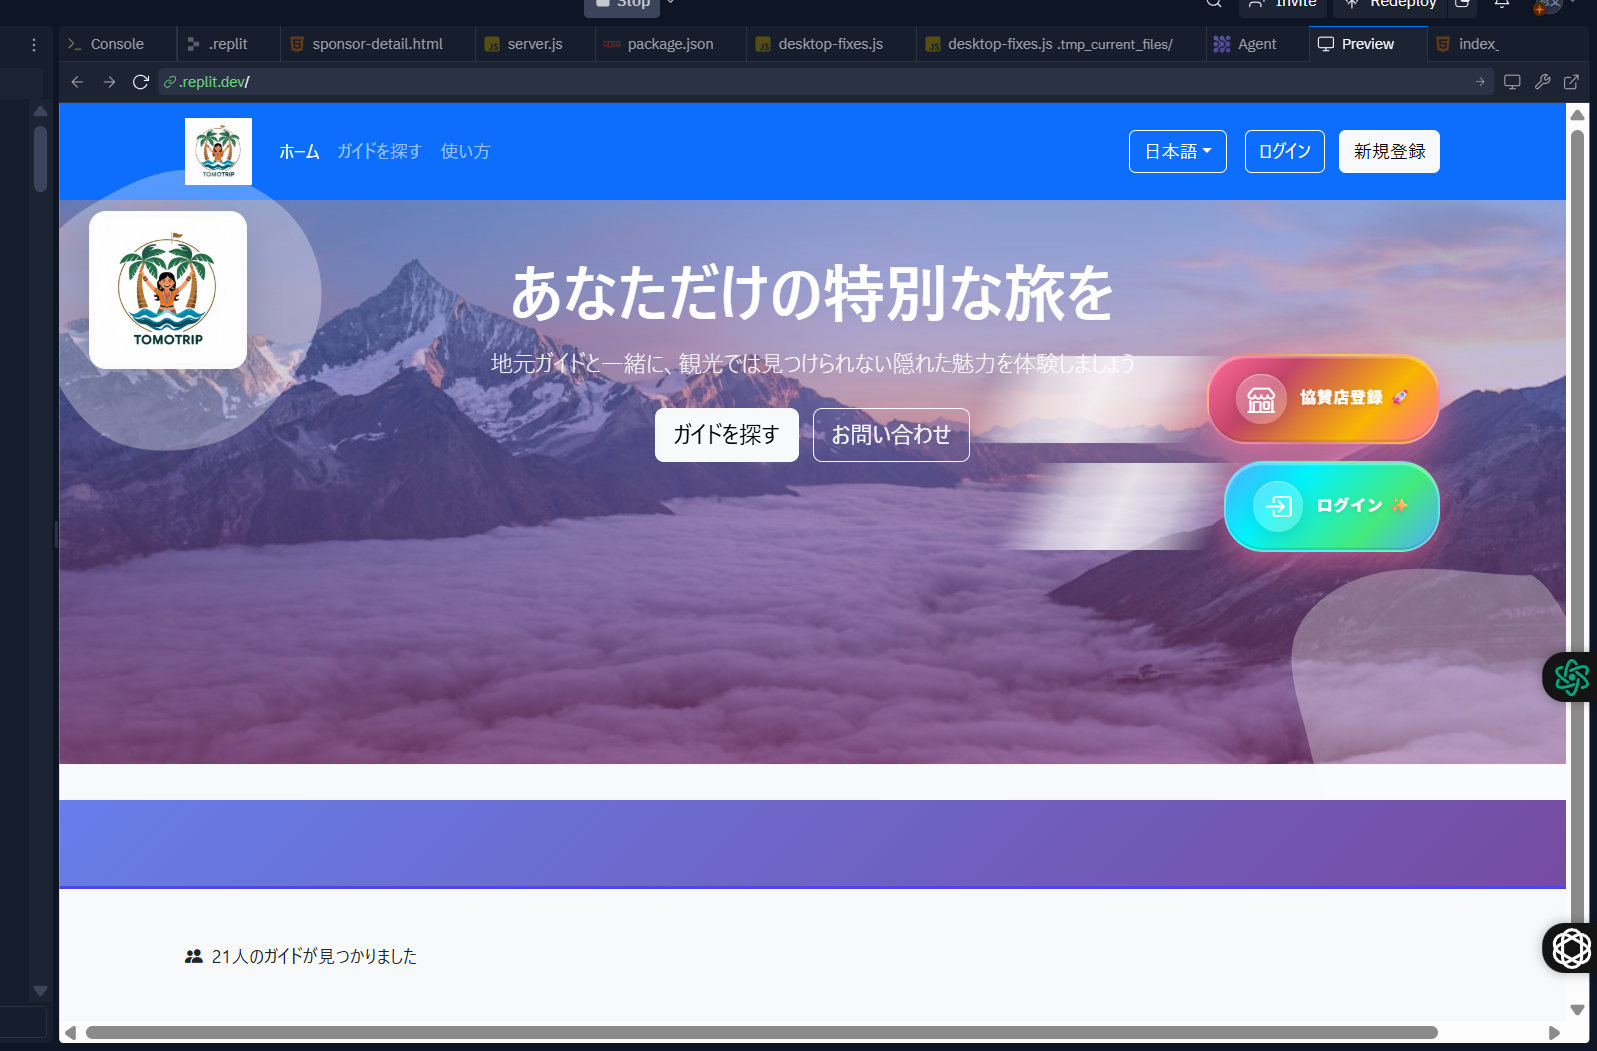 Stop
Invite
Redeploy
Console
.replit
sponsor-detail.html
server.js
package.json
desktop-fixes.js
desktop-fixes.js .tmp_current_files/
Agent
Preview
index_
.replit.dev/
TOMOTRIP
ホーム
ガイドを探す
使い方
日本語
ログイン
新規登録
TOMOTRIP
あなただけの特別な旅を
地元ガイドと一緒に、観光では見つけられない隠れた魅力を体験しましょう
ガイドを探す
お問い合わせ
協賛店登録 🚀
ログイン ✨
21人のガイドが見つかりました